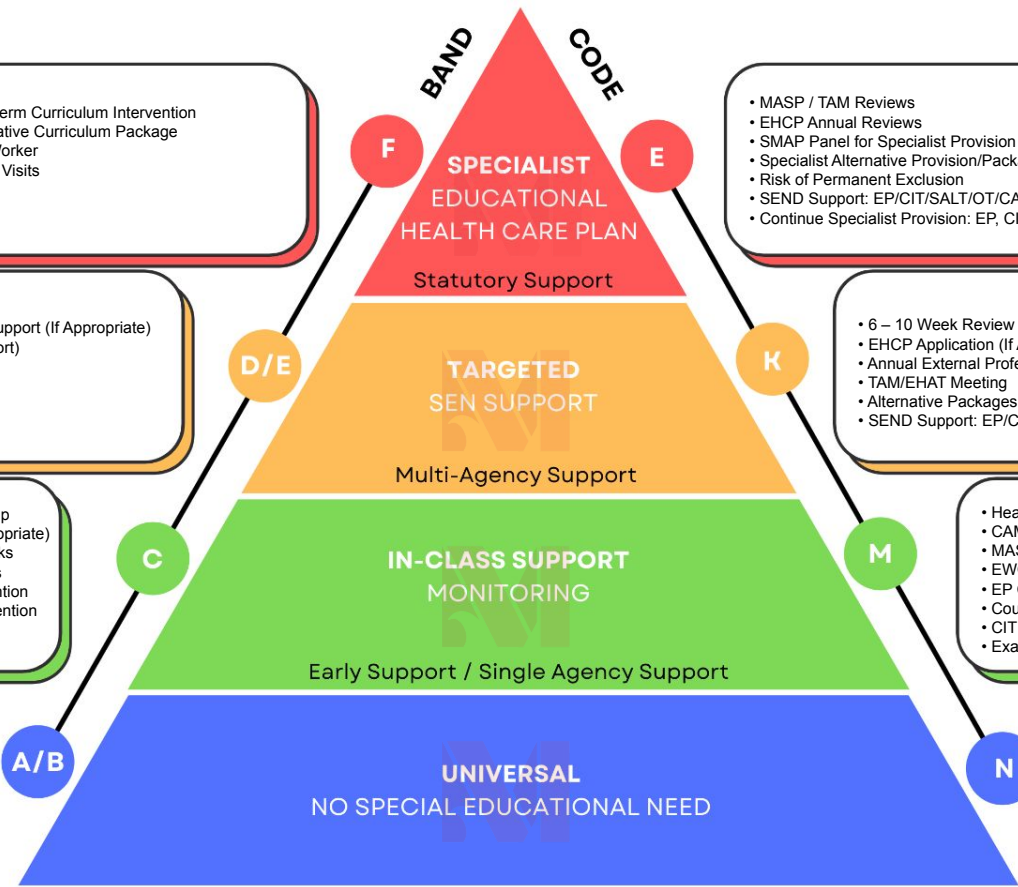 BAND
CODE
erm Curriculum Intervention
ative Curriculum Package
Worker
Visits
F
SPECIALIST
EDUCATIONAL
HEALTH CARE PLAN
Statutory Support
E
• MASP / TAM Reviews
• EHCP Annual Reviews
• SMAP Panel for Specialist Provision
• Specialist Alternative Provision/Pack
• Risk of Permanent Exclusion
• SEND Support: EP/CIT/SALT/OT/CA
• Continue Specialist Provision: EP, CI
upport (If Appropriate)
ort)
D/E
TARGETED
SEN SUPPORT
Multi-Agency Support
K
• 6 – 10 Week Review
• EHCP Application (If A
• Annual External Profe
• TAM/EHAT Meeting
• Alternative Packages
• SEND Support: EP/C
p
opriate)
ks
s
ntion
ention
C
IN-CLASS SUPPORT
MONITORING
Early Support / Single Agency Support
M
• Hea
• CAM
• MAS
• EWO
• EP
• Cou
• CIT
• Exa
A/B
UNIVERSAL
NO SPECIAL EDUCATIONAL NEED
N